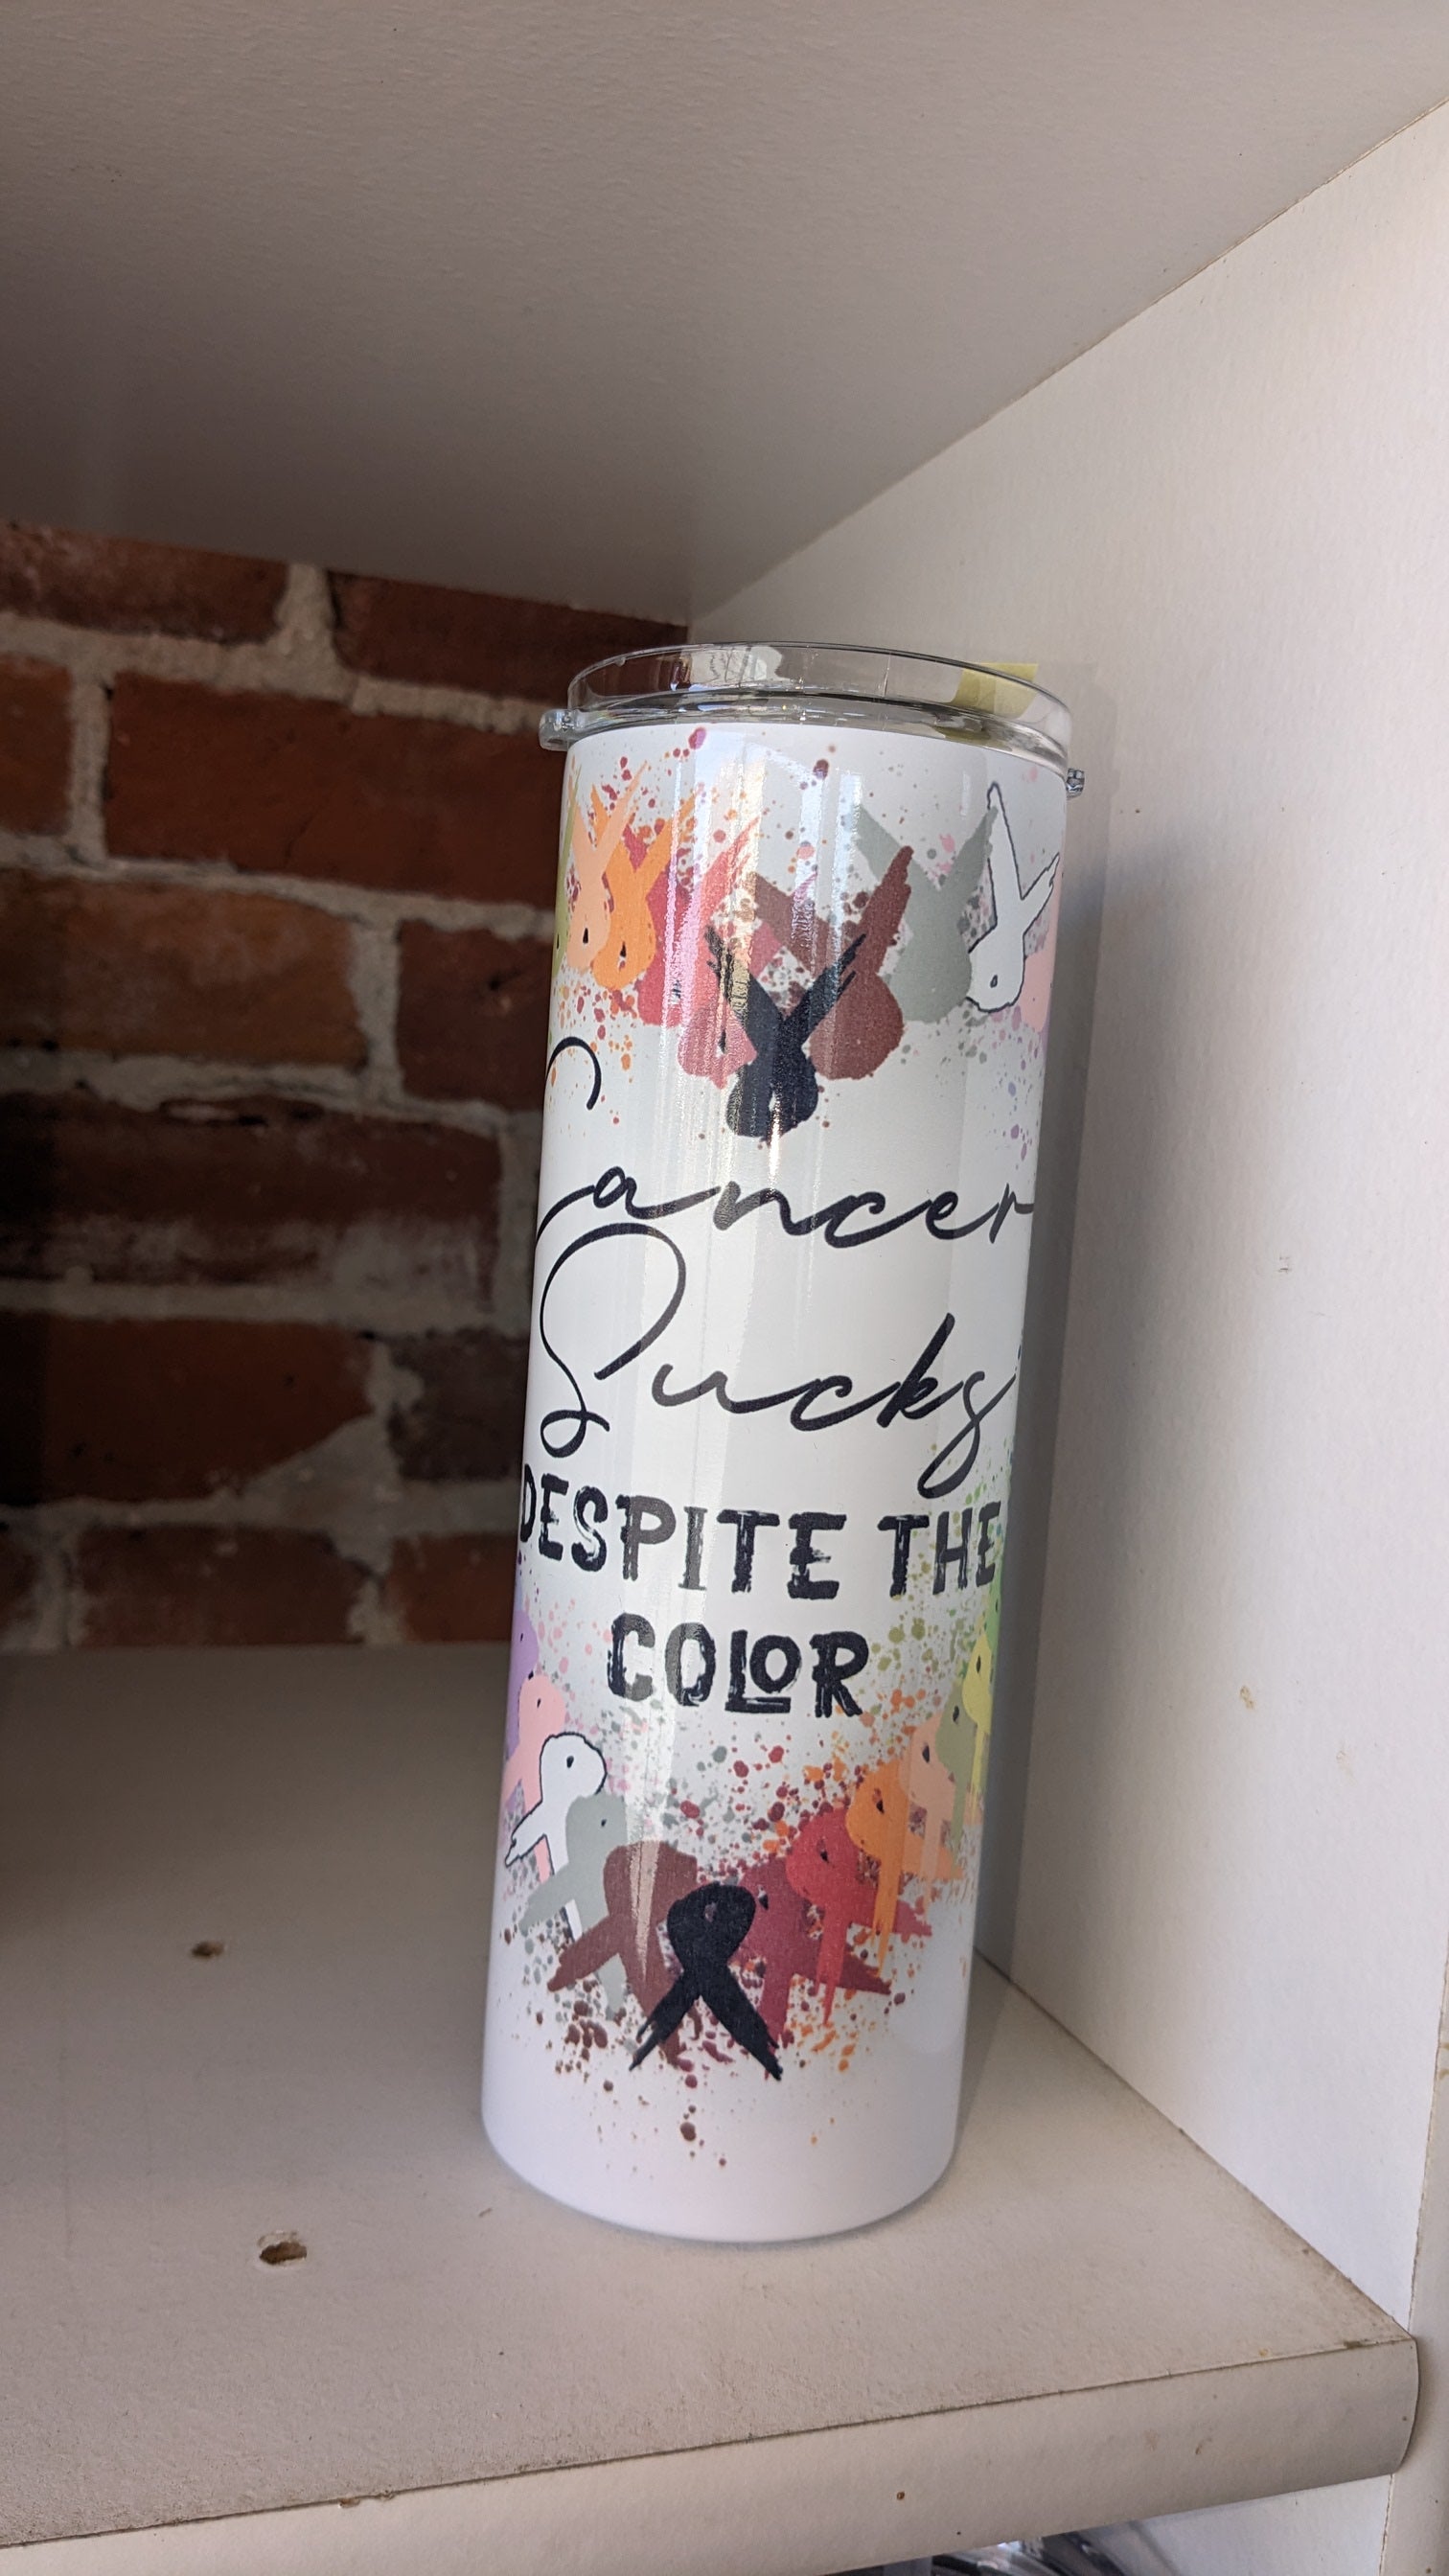 Cancer
Sucks
DESPITE THE
COLOR